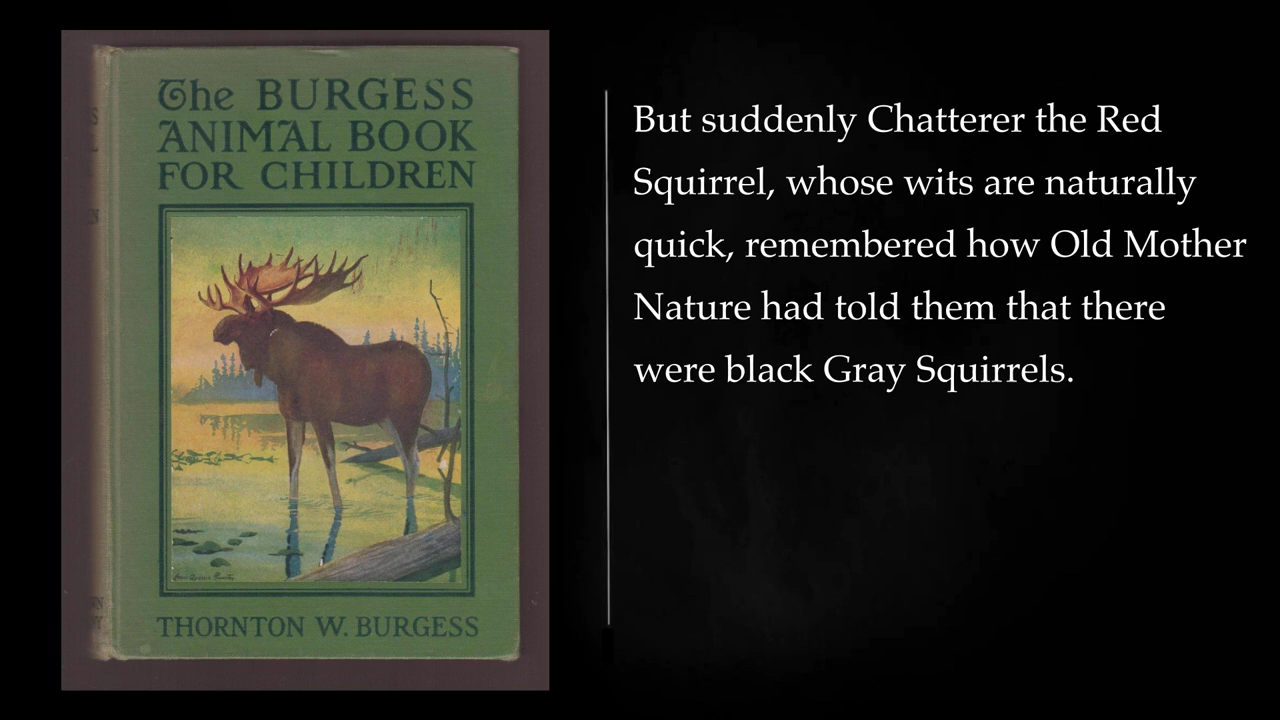 The BURGESS
ANIMAL BOOK
FOR CHILDREN
THORNTON W. BURGESS
But suddenly Chatterer the Red
Squirrel, whose wits are naturally
quick, remembered how Old Mother
Nature had told them that there
were black Gray Squirrels.